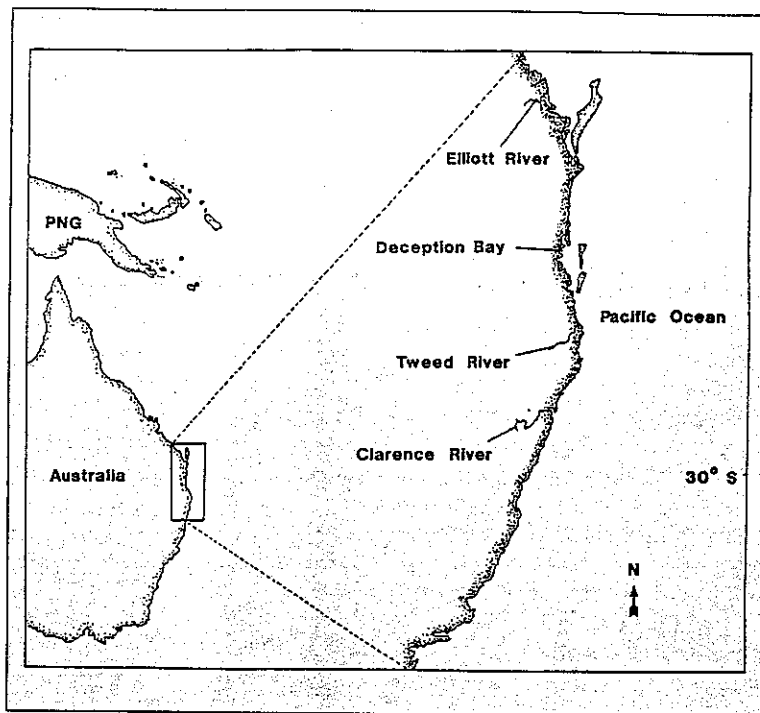 Elliott River
PNG
Deception Bay
Pacific Ocean
Tweed River
Clarence River
Australia
30° S
N